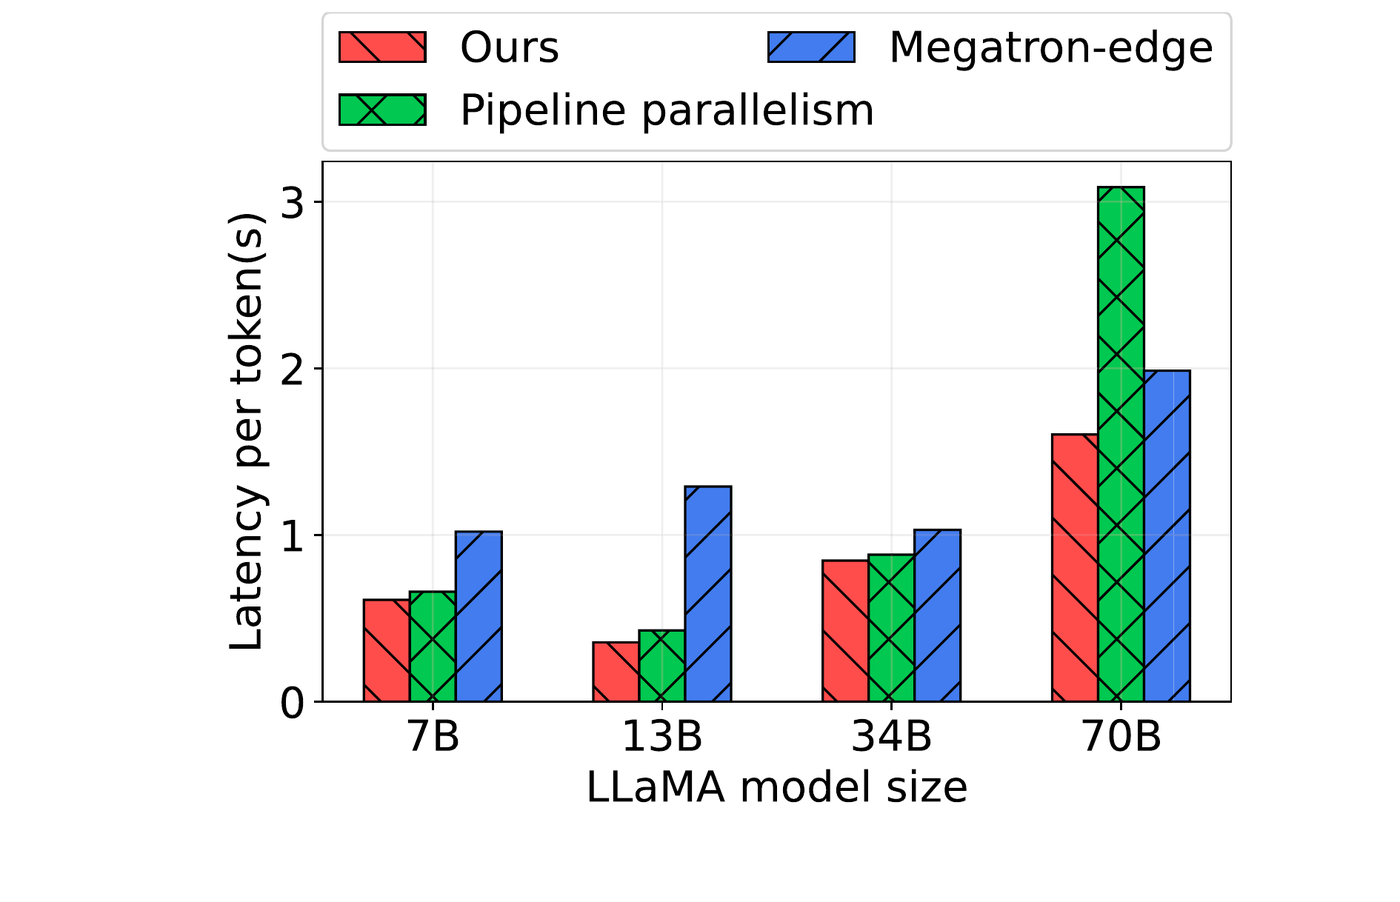 Ours
Megatron-edge
Pipeline parallelism
Latency per token(s)
3
2
1
0
7B
13B
34B
70B
LLaMA model size